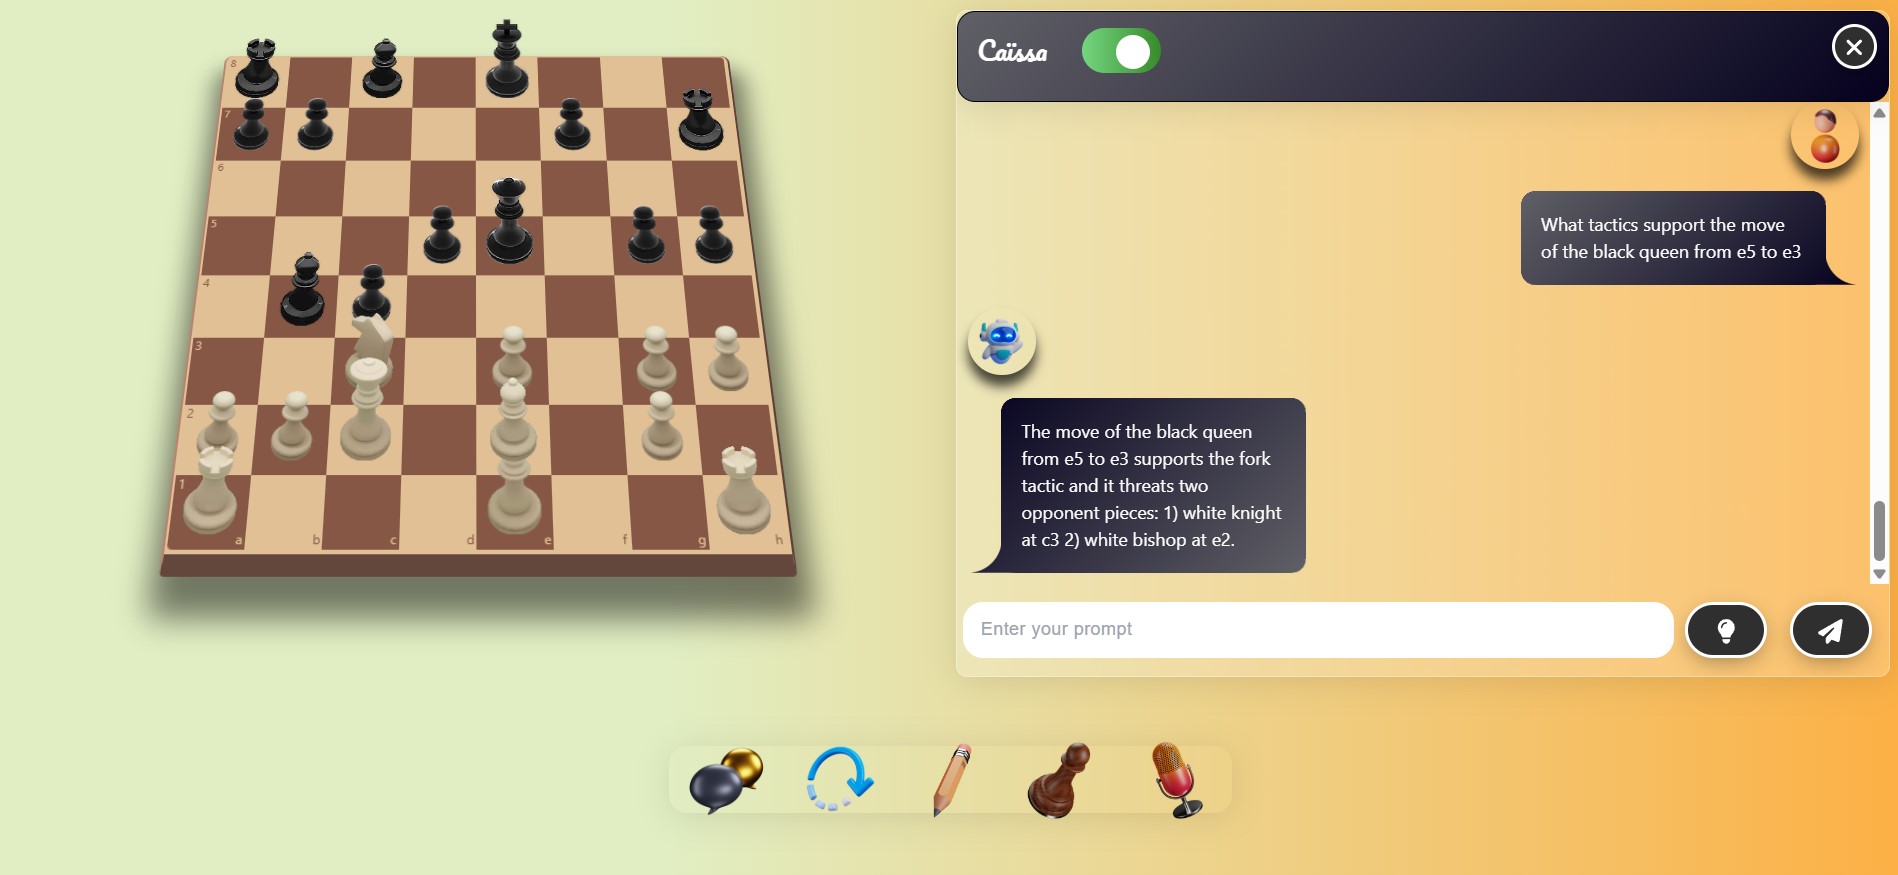 Caïssa
What tactics support the move
of the black queen from e5 to e3
The move of the black queen
from e5 to e3 supports the fork
tactic and it threats two
opponent pieces: 1) white knight
at c3 2) white bishop at e2.
Enter your prompt
8
7
6
5
4
3
2
1
a b c d e f g h